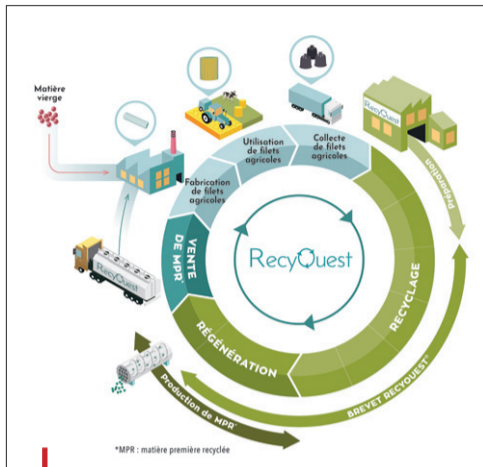 Matière
vierge
Fabrication
de filets
agricoles
Utilisation
de filets
agricoles
Collecte
de filets
agricoles
RecyOuest
Préparation
RECYCLAGE
BREVET RECYOUEST®
RÉGÉNÉRATION
Production de MPR*
VENTE
DE MPR*
RecyOuest
RecyOuest
*MPR : matière première recyclée